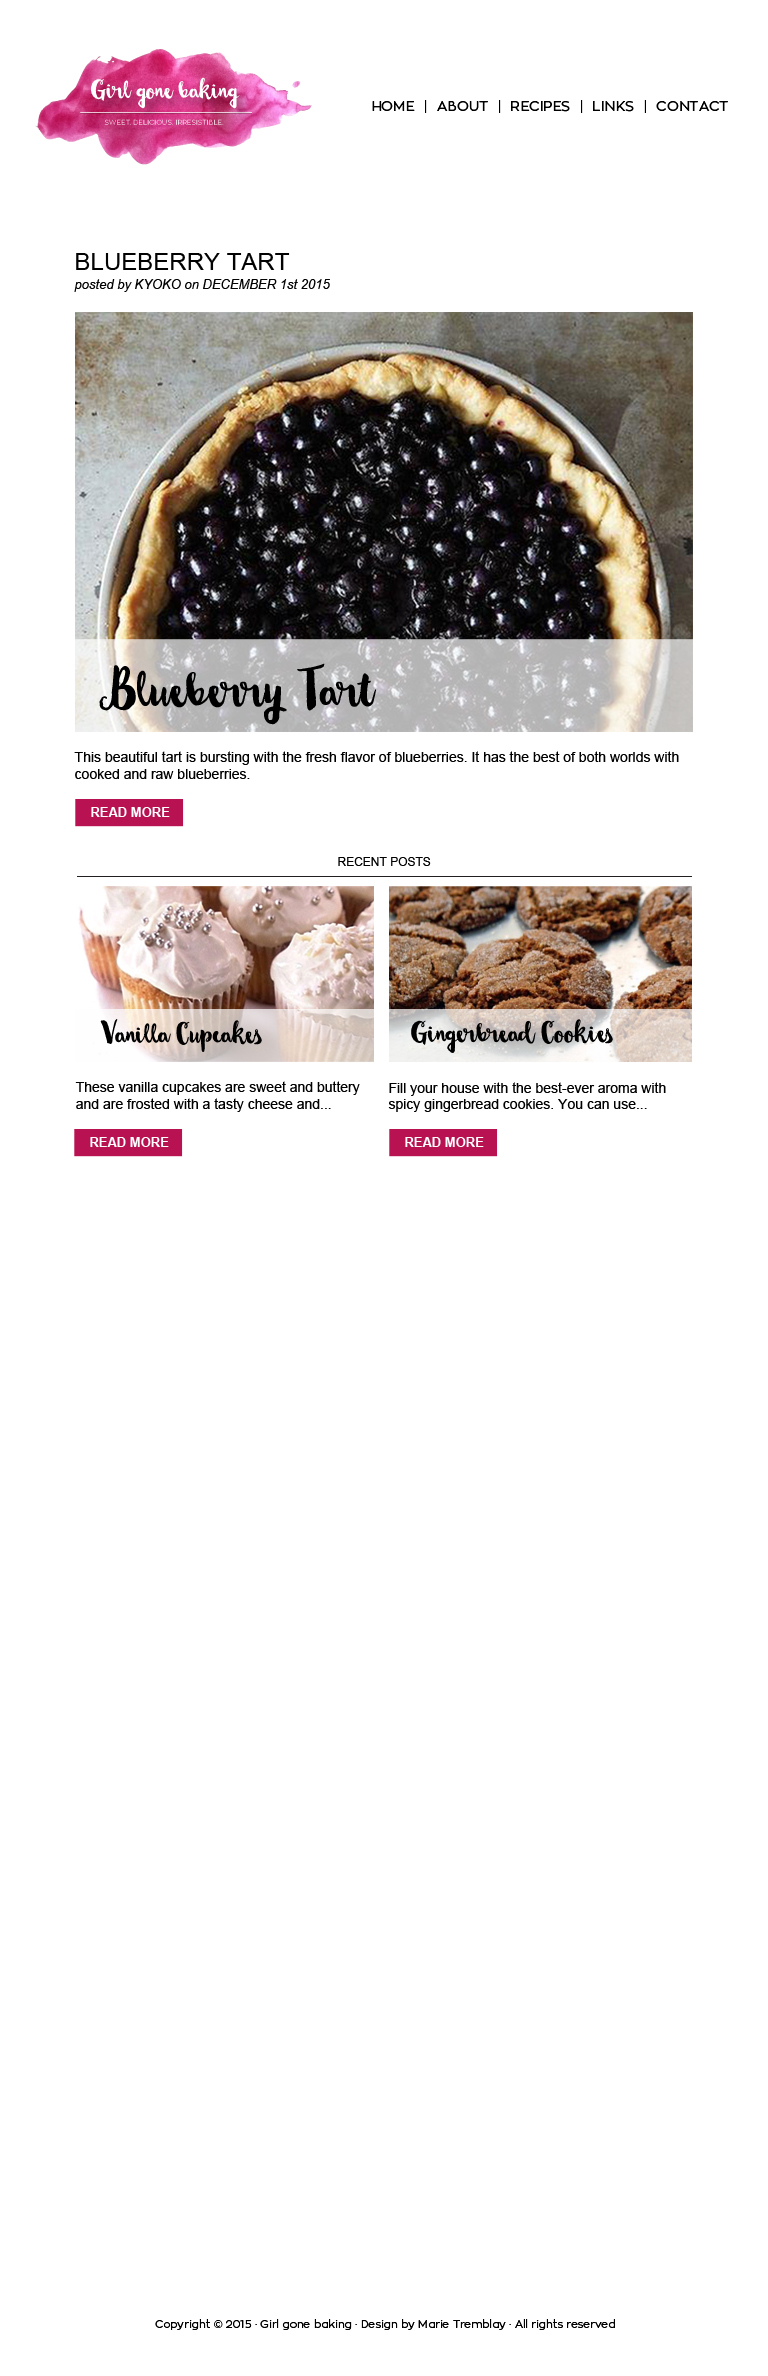 Girl gone baking
SWEET. DELICIOUS. IRRESISTIBLE.
HOME | ABOUT | RECIPES | LINKS | CONTACT
BLUEBERRY TART
posted by KYOKO on DECEMBER 1st 2015
Blueberry Tart
This beautiful tart is bursting with the fresh flavor of blueberries. It has the best of both worlds with
cooked and raw blueberries.
READ MORE
RECENT POSTS
Vanilla Cupcakes
These vanilla cupcakes are sweet and buttery
and are frosted with a tasty cheese and...
READ MORE
Gingerbread Cookies
Fill your house with the best-ever aroma with
spicy gingerbread cookies. You can use...
READ MORE
Copyright © 2015 · Girl gone baking · Design by Marie Tremblay · All rights reserved